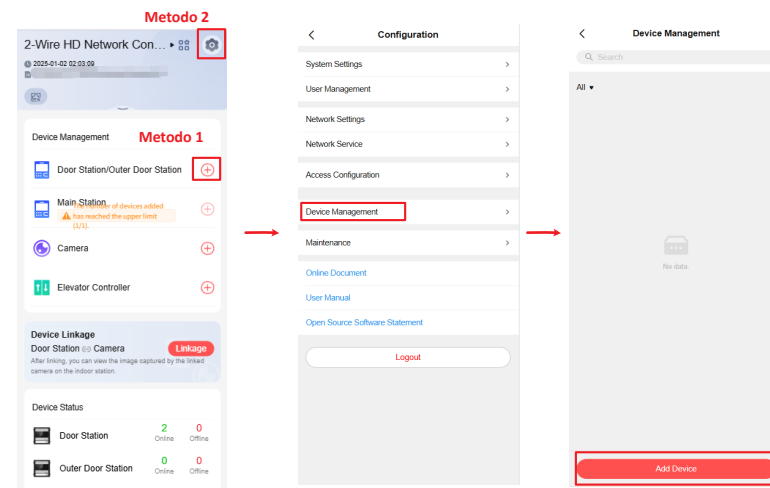 Metodo 2
2-Wire HD Network Con...
2025-01-02 02:03:09
Device Management
Metodo 1
Door Station/Outer Door Station
Main Station
The number of devices added
has reached the upper limit
(1/1).
Camera
Elevator Controller
Device Linkage
Door Station Camera
Linkage
After linking, you can view the image captured by the linked
camera on the indoor station.
Device Status
Door Station
2
Online
0
Offline
Outer Door Station
0
Online
0
Offline
Configuration
System Settings
User Management
Network Settings
Network Service
Access Configuration
Device Management
Maintenance
Online Document
User Manual
Open Source Software Statement
Logout
Device Management
Search
All
No data.
Add Device